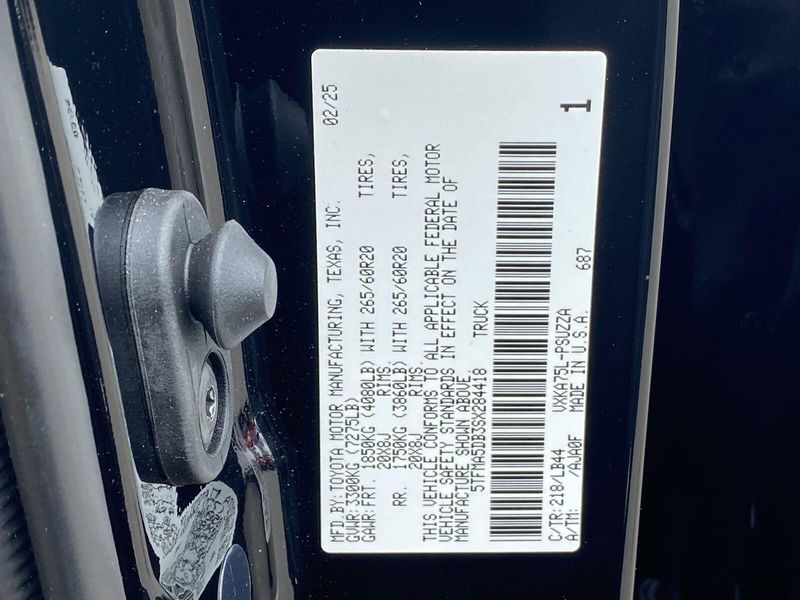 MFD BY: TOYOTA MOTOR MANUFACTURING, TEXAS, INC. 02/25
GVWR: 3300KG (7275LB)
GAWR: FRT. 1850KG (4080LB) WITH 265/60R20 TIRES,
20X8J RIMS.
RR. 1750KG (3860LB) WITH 265/60R20 TIRES,
20X8J RIMS.
THIS VEHICLE CONFORMS TO ALL APPLICABLE FEDERAL MOTOR
VEHICLE SAFETY STANDARDS IN EFFECT ON THE DATE OF
MANUFACTURE SHOWN ABOVE.
5TFMA5DB3SX284418 TRUCK
C/TR: 218/LB44 VXKA75L-PSUZZA 687
A/TM: /AJA0F MADE IN U.S.A. 1